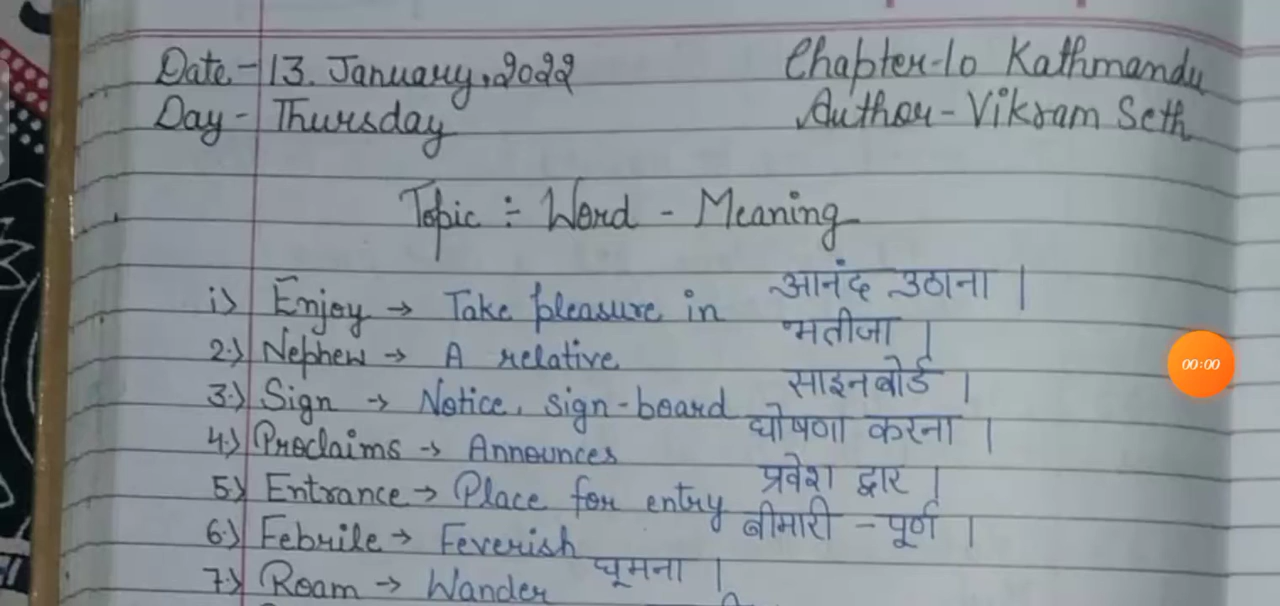 Date - 13. January, 2022 Chapter-10 Kathmandu
Day - Thursday Author - Vikram Seth
Topic ÷ Word - Meaning
i) Enjoy → Take pleasure in आनंद उठाना |
2.) Nephew → A relative भतीजा |
3.) Sign → Notice, sign-board साइनबोर्ड |
4.) Proclaims → Announces घोषणा करना |
5) Entrance → Place for entry प्रवेश द्वार |
6.) Febrile → Feverish बीमारी - पूर्ण |
7.) Roam → Wander घूमना |
00:00